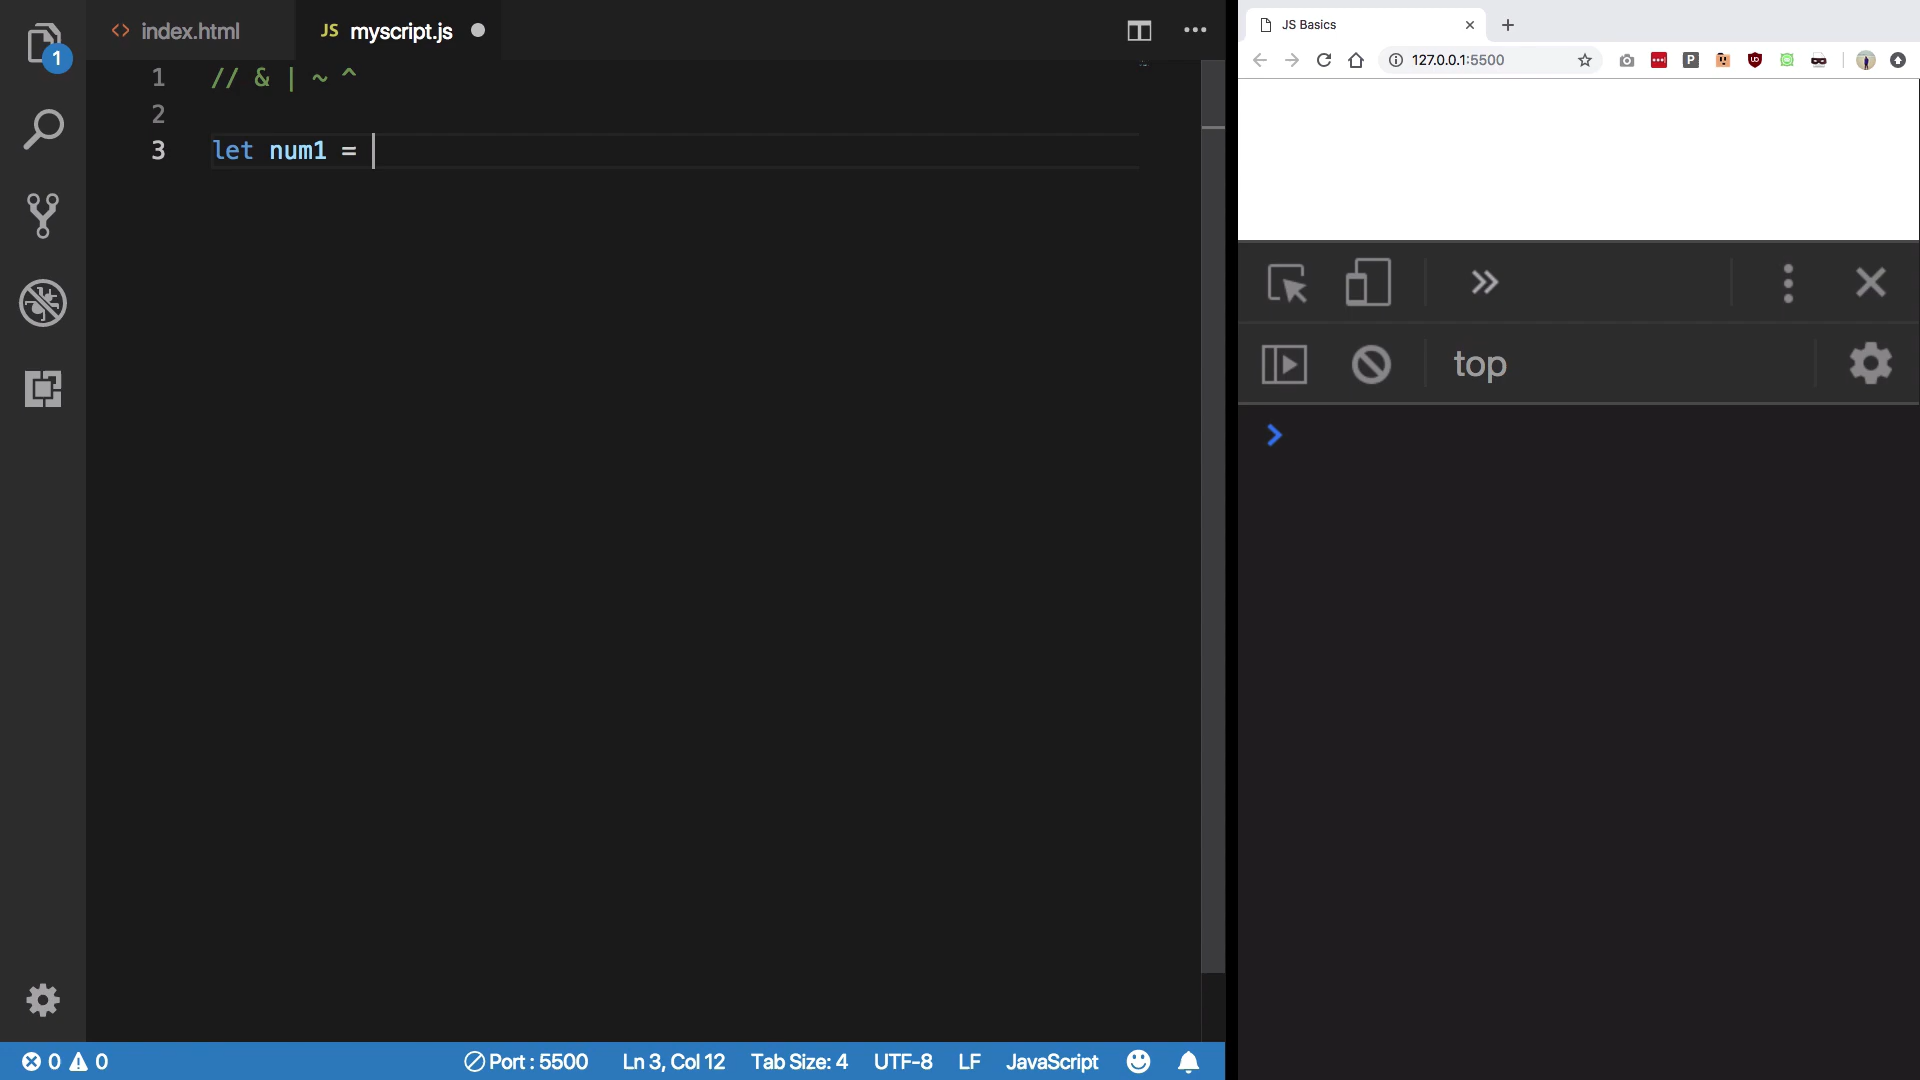 index.html
JS myscript.js
1
1 // & | ~ ^
2
3 let num1 =
0 0
Port : 5500
Ln 3, Col 12
Tab Size: 4
UTF-8
LF
JavaScript
JS Basics
127.0.0.1:5500
P
top